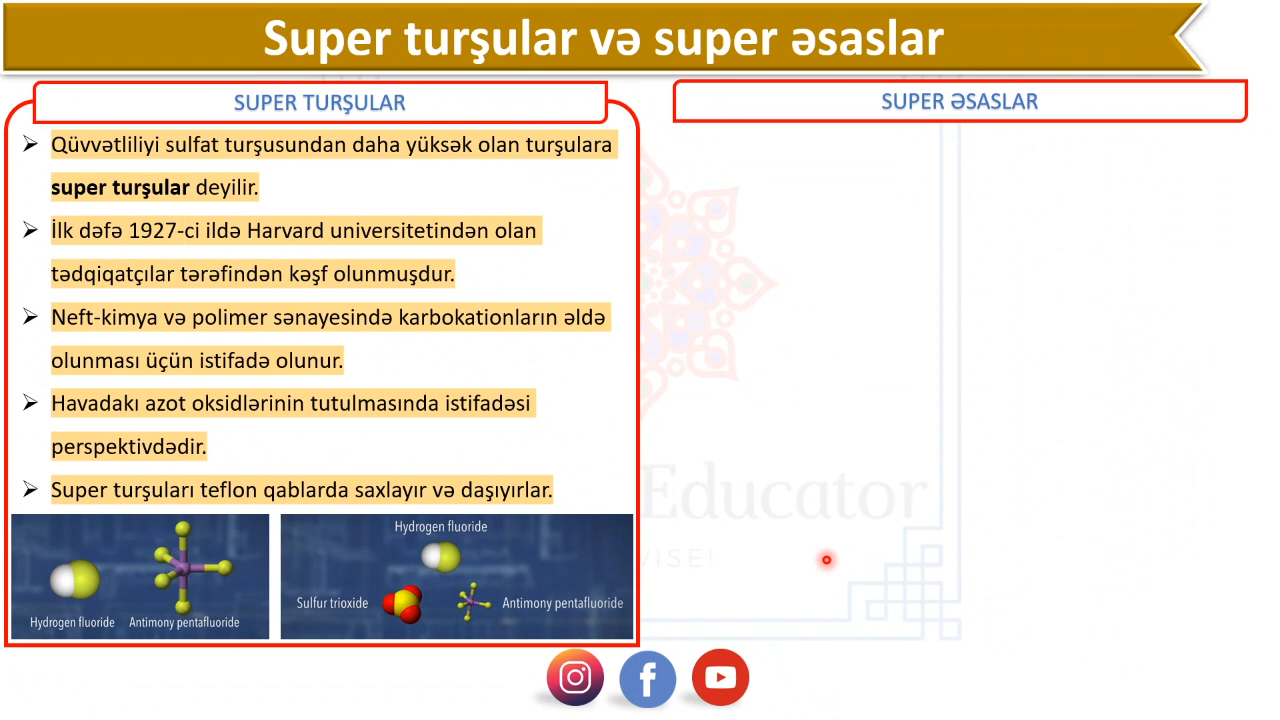 Super turşular və super əsaslar
SUPER TURŞULAR
Qüvvətliliyi sulfat turşusundan daha yüksək olan turşulara
super turşular deyilir.
İlk dəfə 1927-ci ildə Harvard universitetindən olan
tədqiqatçılar tərəfindən kəşf olunmuşdur.
Neft-kimya və polimer sənayesində karbokationların əldə
olunması üçün istifadə olunur.
Havadakı azot oksidlərinin tutulmasında istifadəsi
perspektivdədir.
Super turşuları teflon qablarda saxlayır və daşıyırlar.
Hydrogen fluoride
Antimony pentafluoride
Hydrogen fluoride
Sulfur trioxide
Antimony pentafluoride
SUPER ƏSASLAR
Educator